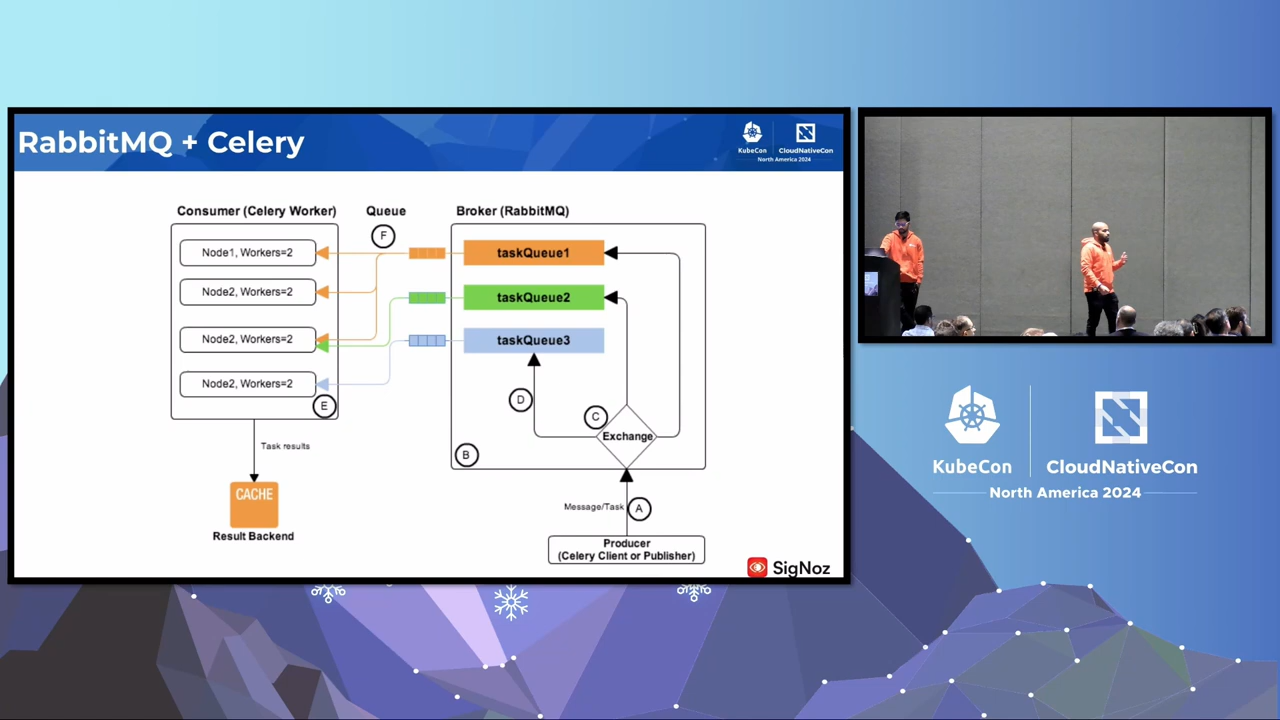 RabbitMQ + Celery
KubeCon
CloudNativeCon
North America 2024
Consumer (Celery Worker)
Queue
Broker (RabbitMQ)
F
Node1, Workers=2
taskQueue1
Node2, Workers=2
taskQueue2
Node2, Workers=2
taskQueue3
Node2, Workers=2
E
D
C
Exchange
B
Task results
CACHE
Result Backend
Message/Task
A
Producer
(Celery Client or Publisher)
SigNoz
KubeCon
CloudNativeCon
North America 2024